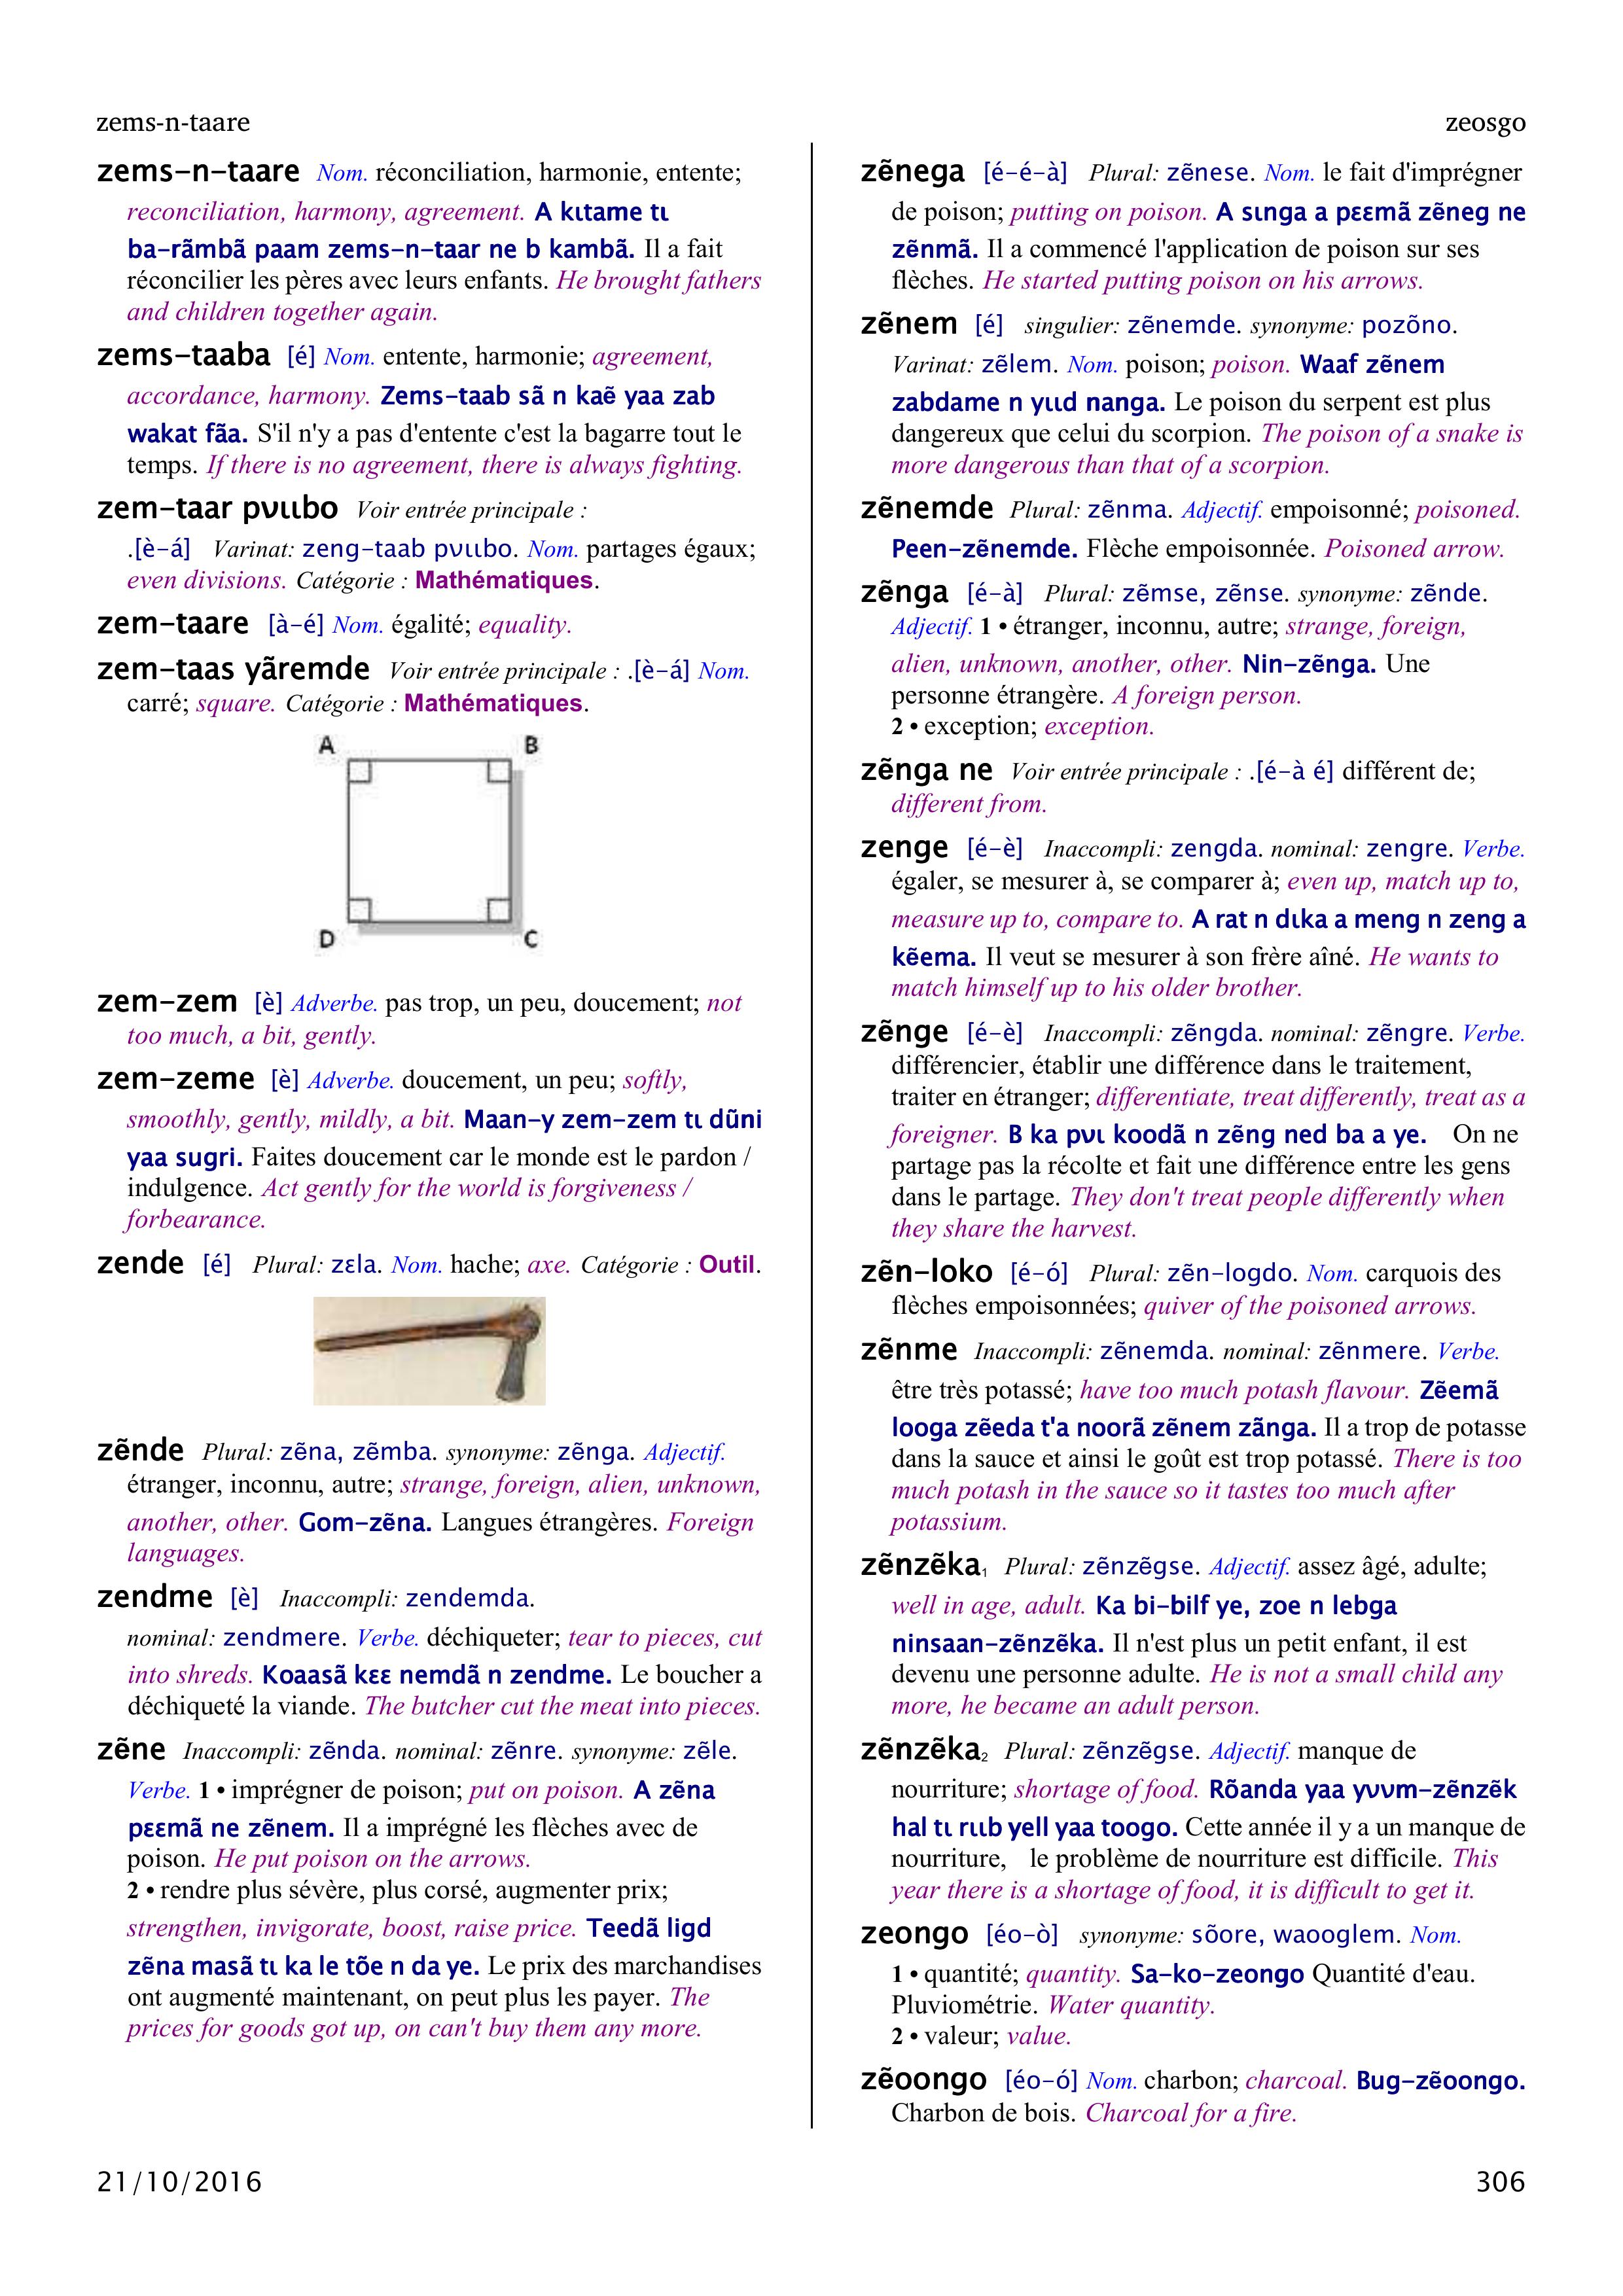 zems-n-taare
zeosgo
zems-n-taare Nom. réconciliation, harmonie, entente;
reconciliation, harmony, agreement. A kɩtame tɩ
ba-rãmbã paam zems-n-taar ne b kambã. Il a fait
réconcilier les pères avec leurs enfants. He brought fathers
and children together again.
zems-taaba [é] Nom. entente, harmonie; agreement,
accordance, harmony. Zems-taab sã n kaẽ yaa zab
wakat fãa. S'il n'y a pas d'entente c'est la bagarre tout le
temps. If there is no agreement, there is always fighting.
zem-taar pʋɩɩbo Voir entrée principale :
.[è-á] Varinat: zeng-taab pʋɩɩbo. Nom. partages égaux;
even divisions. Catégorie : Mathématiques.
zem-taare [à-é] Nom. égalité; equality.
zem-taas yãremde Voir entrée principale : .[è-á] Nom.
carré; square. Catégorie : Mathématiques.
A B
D C
zem-zem [è] Adverbe. pas trop, un peu, doucement; not
too much, a bit, gently.
zem-zeme [è] Adverbe. doucement, un peu; softly,
smoothly, gently, mildly, a bit. Maan-y zem-zem tɩ dũni
yaa sugri. Faites doucement car le monde est le pardon /
indulgence. Act gently for the world is forgiveness /
forbearance.
zende [é] Plural: zɛla. Nom. hache; axe. Catégorie : Outil.
zẽnde Plural: zẽna, zẽmba. synonyme: zẽnga. Adjectif.
étranger, inconnu, autre; strange, foreign, alien, unknown,
another, other. Gom-zẽna. Langues étrangères. Foreign
languages.
zendme [è] Inaccompli: zendemda.
nominal: zendmere. Verbe. déchiqueter; tear to pieces, cut
into shreds. Koaasã kɛɛ nemdã n zendme. Le boucher a
déchiqueté la viande. The butcher cut the meat into pieces.
zẽne Inaccompli: zẽnda. nominal: zẽnre. synonyme: zẽle.
Verbe. 1 • imprégner de poison; put on poison. A zẽna
pɛɛmã ne zẽnem. Il a imprégné les flèches avec de
poison. He put poison on the arrows.
2 • rendre plus sévère, plus corsé, augmenter prix;
strengthen, invigorate, boost, raise price. Teedã ligd
zẽna masã tɩ ka le tõe n da ye. Le prix des marchandises
ont augmenté maintenant, on peut plus les payer. The
prices for goods got up, on can't buy them any more.
zẽnega [é-é-à] Plural: zẽnese. Nom. le fait d'imprégner
de poison; putting on poison. A sɩnga a pɛɛmã zẽneg ne
zẽnmã. Il a commencé l'application de poison sur ses
flèches. He started putting poison on his arrows.
zẽnem [é] singulier: zẽnemde. synonyme: pozõno.
Varinat: zẽlem. Nom. poison; poison. Waaf zẽnem
zabdame n yɩɩd nanga. Le poison du serpent est plus
dangereux que celui du scorpion. The poison of a snake is
more dangerous than that of a scorpion.
zẽnemde Plural: zẽnma. Adjectif. empoisonné; poisoned.
Peen-zẽnemde. Flèche empoisonnée. Poisoned arrow.
zẽnga [é-à] Plural: zẽmse, zẽnse. synonyme: zẽnde.
Adjectif. 1 • étranger, inconnu, autre; strange, foreign,
alien, unknown, another, other. Nin-zẽnga. Une
personne étrangère. A foreign person.
2 • exception; exception.
zẽnga ne Voir entrée principale : .[é-à é] différent de;
different from.
zenge [é-è] Inaccompli: zengda. nominal: zengre. Verbe.
égaler, se mesurer à, se comparer à; even up, match up to,
measure up to, compare to. A rat n dɩka a meng n zeng a
kẽema. Il veut se mesurer à son frère aîné. He wants to
match himself up to his older brother.
zẽnge [é-è] Inaccompli: zẽngda. nominal: zẽngre. Verbe.
différencier, établir une différence dans le traitement,
traiter en étranger; differentiate, treat differently, treat as a
foreigner. B ka pʋɩ koodã n zẽng ned ba a ye. On ne
partage pas la récolte et fait une différence entre les gens
dans le partage. They don't treat people differently when
they share the harvest.
zẽn-loko [é-ó] Plural: zẽn-logdo. Nom. carquois des
flèches empoisonnées; quiver of the poisoned arrows.
zẽnme Inaccompli: zẽnemda. nominal: zẽnmere. Verbe.
être très potassé; have too much potash flavour. Zẽemã
looga zẽeda t'a noorã zẽnem zãnga. Il a trop de potasse
dans la sauce et ainsi le goût est trop potassé. There is too
much potash in the sauce so it tastes too much after
potassium.
zẽnzẽka₁ Plural: zẽnzẽgse. Adjectif. assez âgé, adulte;
well in age, adult. Ka bi-bilf ye, zoe n lebga
ninsaan-zẽnzẽka. Il n'est plus un petit enfant, il est
devenu une personne adulte. He is not a small child any
more, he became an adult person.
zẽnzẽka₂ Plural: zẽnzẽgse. Adjectif. manque de
nourriture; shortage of food. Rõanda yaa yʋʋm-zẽnzẽk
hal tɩ rɩɩb yell yaa toogo. Cette année il y a un manque de
nourriture, le problème de nourriture est difficile. This
year there is a shortage of food, it is difficult to get it.
zeongo [éo-ò] synonyme: sõore, waooglem. Nom.
1 • quantité; quantity. Sa-ko-zeongo Quantité d'eau.
Pluviométrie. Water quantity.
2 • valeur; value.
zẽoongo [éo-ó] Nom. charbon; charcoal. Bug-zẽoongo.
Charbon de bois. Charcoal for a fire.
21/10/2016
306